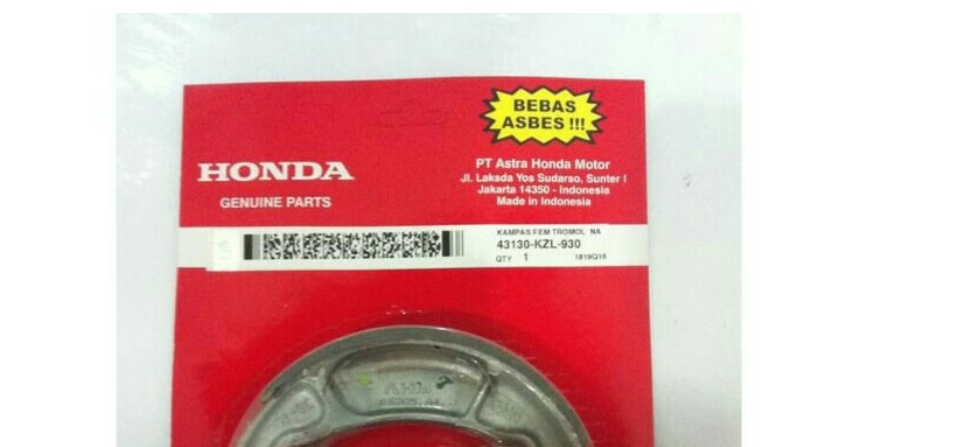 BEBAS
ASBES !!!
HONDA
GENUINE PARTS
PT Astra Honda Motor
Jl. Laksda Yos Sudarso, Sunter I
Jakarta 14350 - Indonesia
Made in Indonesia
KAMPAS REM TROMOL NA
43130-KZL-930
QTY 1
1819Q16